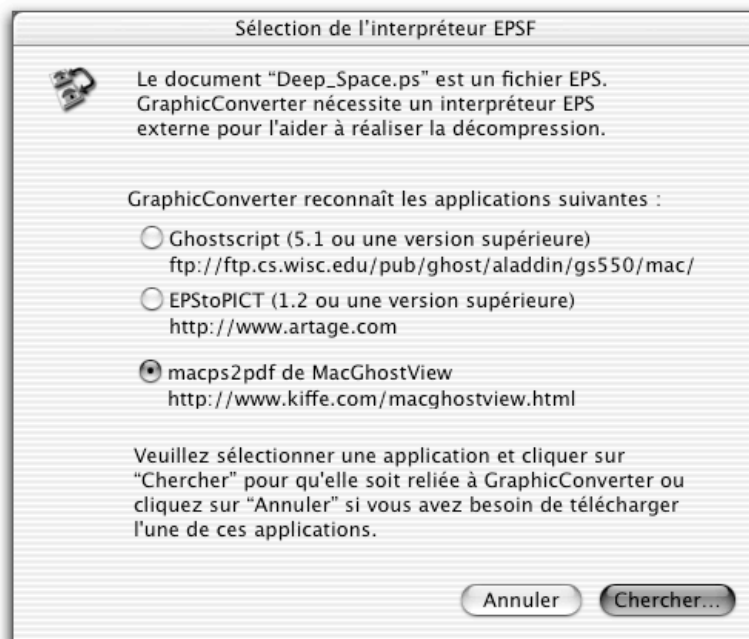 Sélection de l'interpréteur EPSF
Le document “Deep_Space.ps” est un fichier EPS.
GraphicConverter nécessite un interpréteur EPS
externe pour l'aider à réaliser la décompression.
GraphicConverter reconnaît les applications suivantes :
Ghostscript (5.1 ou une version supérieure)
ftp://ftp.cs.wisc.edu/pub/ghost/aladdin/gs550/mac/
EPStoPICT (1.2 ou une version supérieure)
http://www.artage.com
macps2pdf de MacGhostView
http://www.kiffe.com/macghostview.html
Veuillez sélectionner une application et cliquer sur
“Chercher” pour qu'elle soit reliée à GraphicConverter ou
cliquez sur “Annuler” si vous avez besoin de télécharger
l'une de ces applications.
Annuler
Chercher...